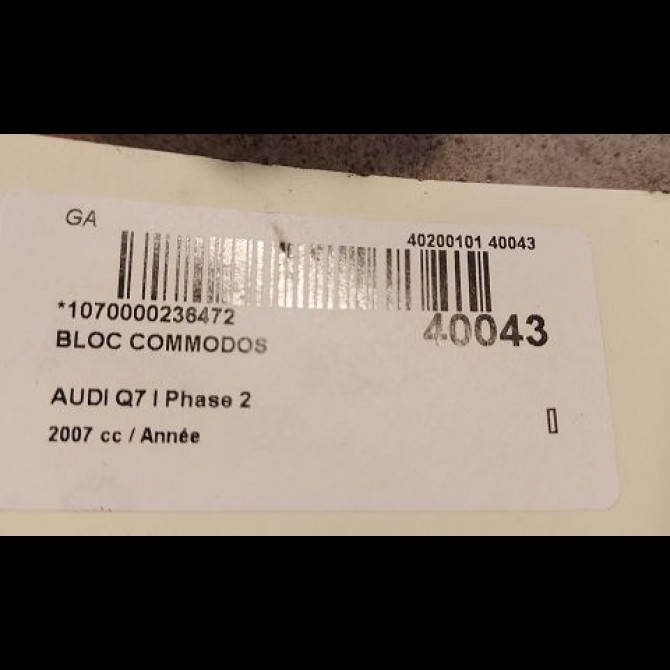 GA
40200101 40043
*1070000236472
40043
BLOC COMMODOS
AUDI Q7 I Phase 2
2007 cc / Année